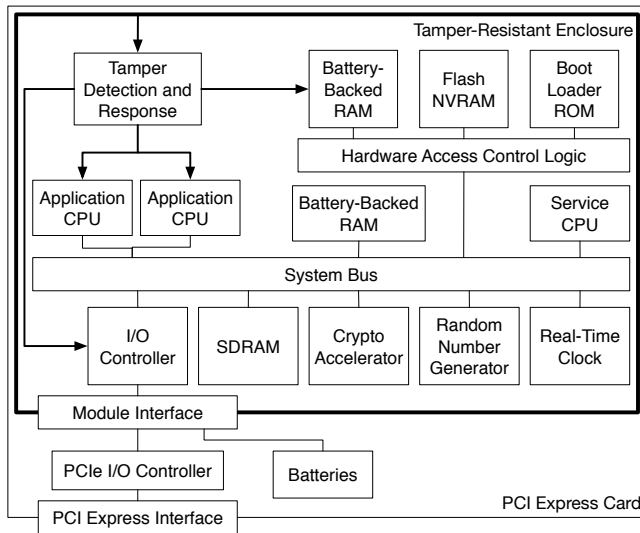 Tamper-Resistant Enclosure
Tamper
Detection and
Response
Battery-
Backed
RAM
Flash
NVRAM
Boot
Loader
ROM
Hardware Access Control Logic
Application
CPU
Application
CPU
Battery-Backed
RAM
Service
CPU
System Bus
I/O
Controller
SDRAM
Crypto
Accelerator
Random
Number
Generator
Real-Time
Clock
Module Interface
PCIe I/O Controller
Batteries
PCI Express Card
PCI Express Interface